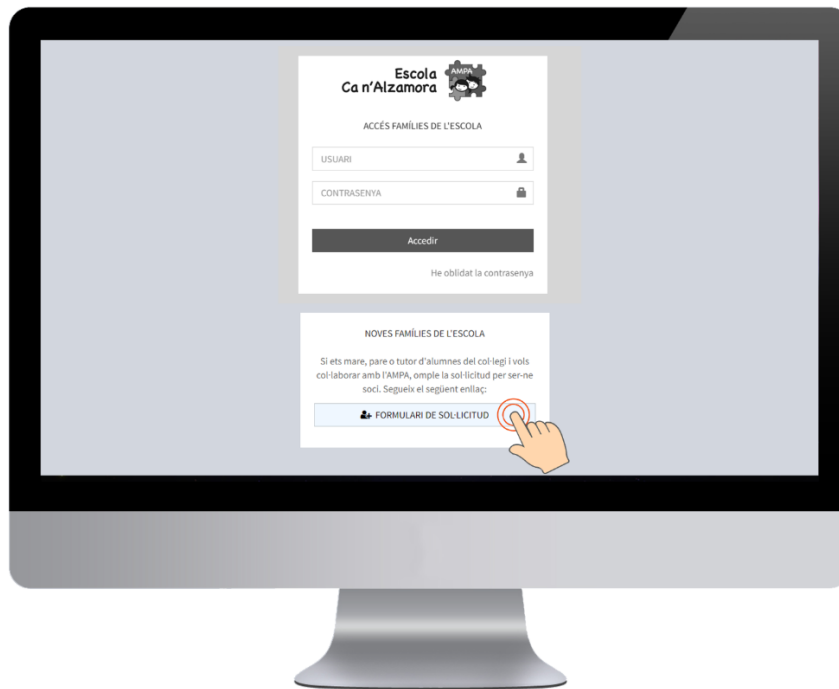 Escola
Ca n'Alzamora
AMPA
ACCÉS FAMÍLIES DE L'ESCOLA
USUARI
CONTRASENYA
Accedir
He oblidat la contrasenya
NOVES FAMÍLIES DE L'ESCOLA
Si ets mare, pare o tutor d'alumnes del col·legi i vols
col·laborar amb l'AMPA, omple la sol·licitud per ser-ne
soci. Segueix el següent enllaç:
FORMULARI DE SOL·LICITUD